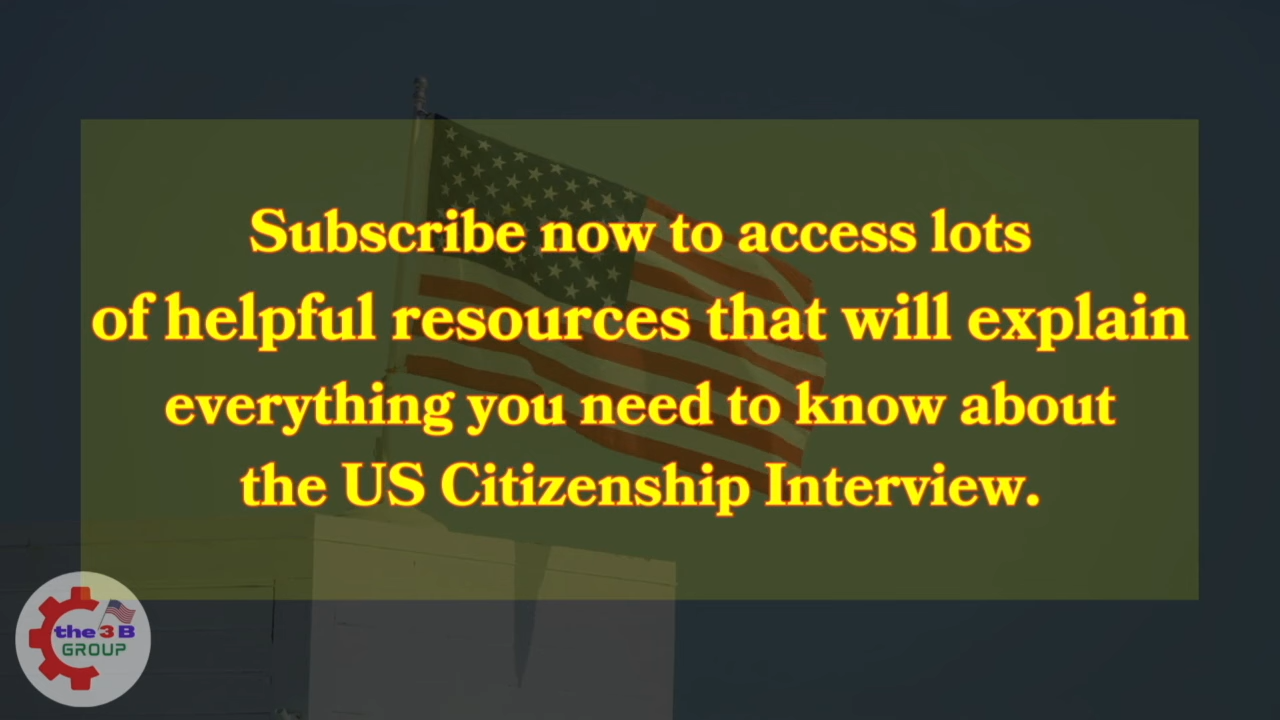 Subscribe now to access lots
of helpful resources that will explain
everything you need to know about
the US Citizenship Interview.
the 3 B
GROUP